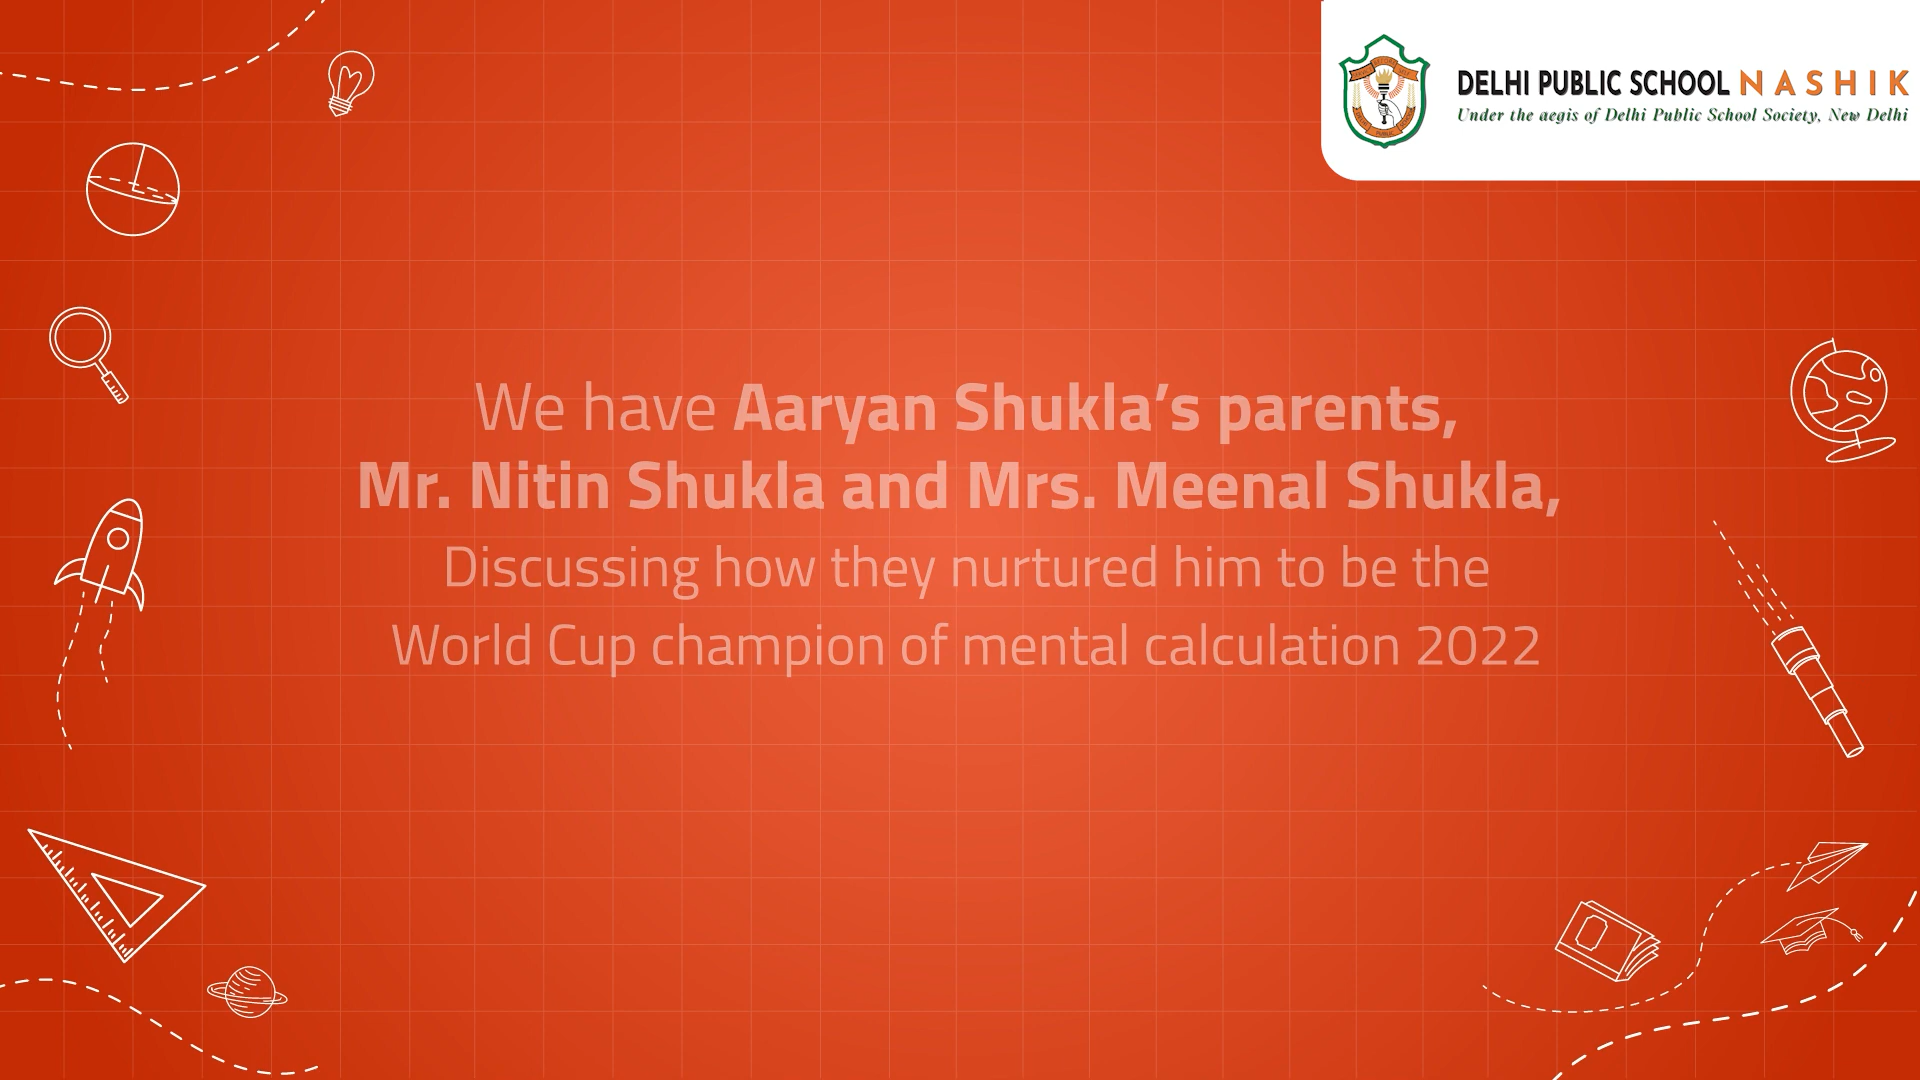 DELHI PUBLIC SCHOOL NASHIK
Under the aegis of Delhi Public School Society, New Delhi
We have Aaryan Shukla’s parents,
Mr. Nitin Shukla and Mrs. Meenal Shukla,
Discussing how they nurtured him to be the
World Cup champion of mental calculation 2022